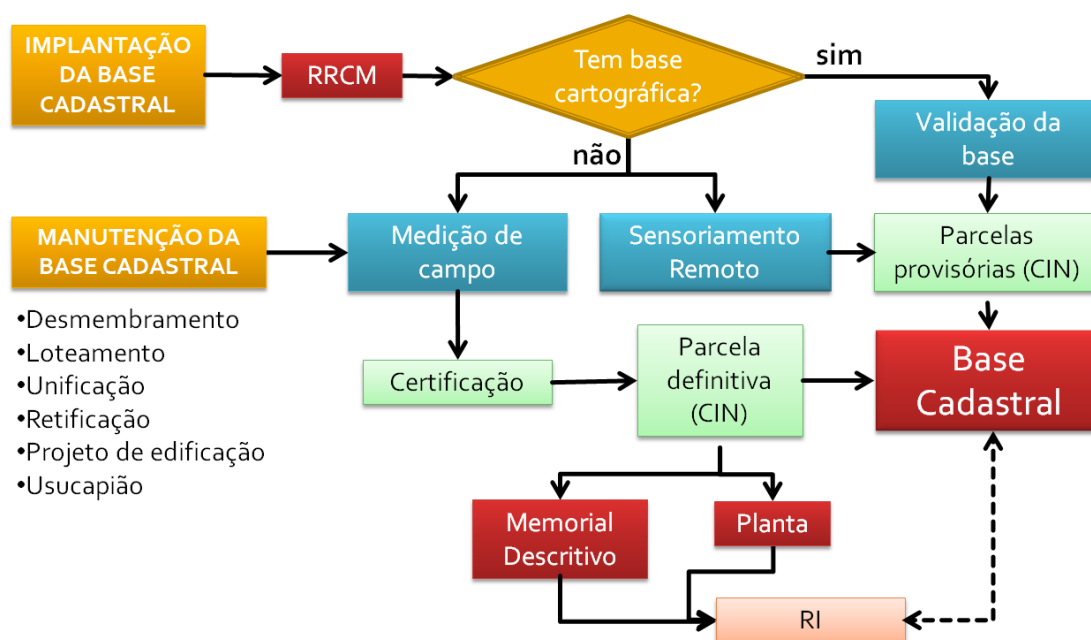 IMPLANTAÇÃO
DA BASE
CADASTRAL
RRCM
Tem base
cartográfica?
sim
não
Validação da
base
MANUTENÇÃO DA
BASE CADASTRAL
Medição de
campo
Sensoriamento
Remoto
Parcelas
provisórias (CIN)
•Desmembramento
•Loteamento
•Unificação
•Retificação
•Projeto de edificação
•Usucapião
Certificação
Parcela
definitiva
(CIN)
Base
Cadastral
Memorial
Descritivo
Planta
RI